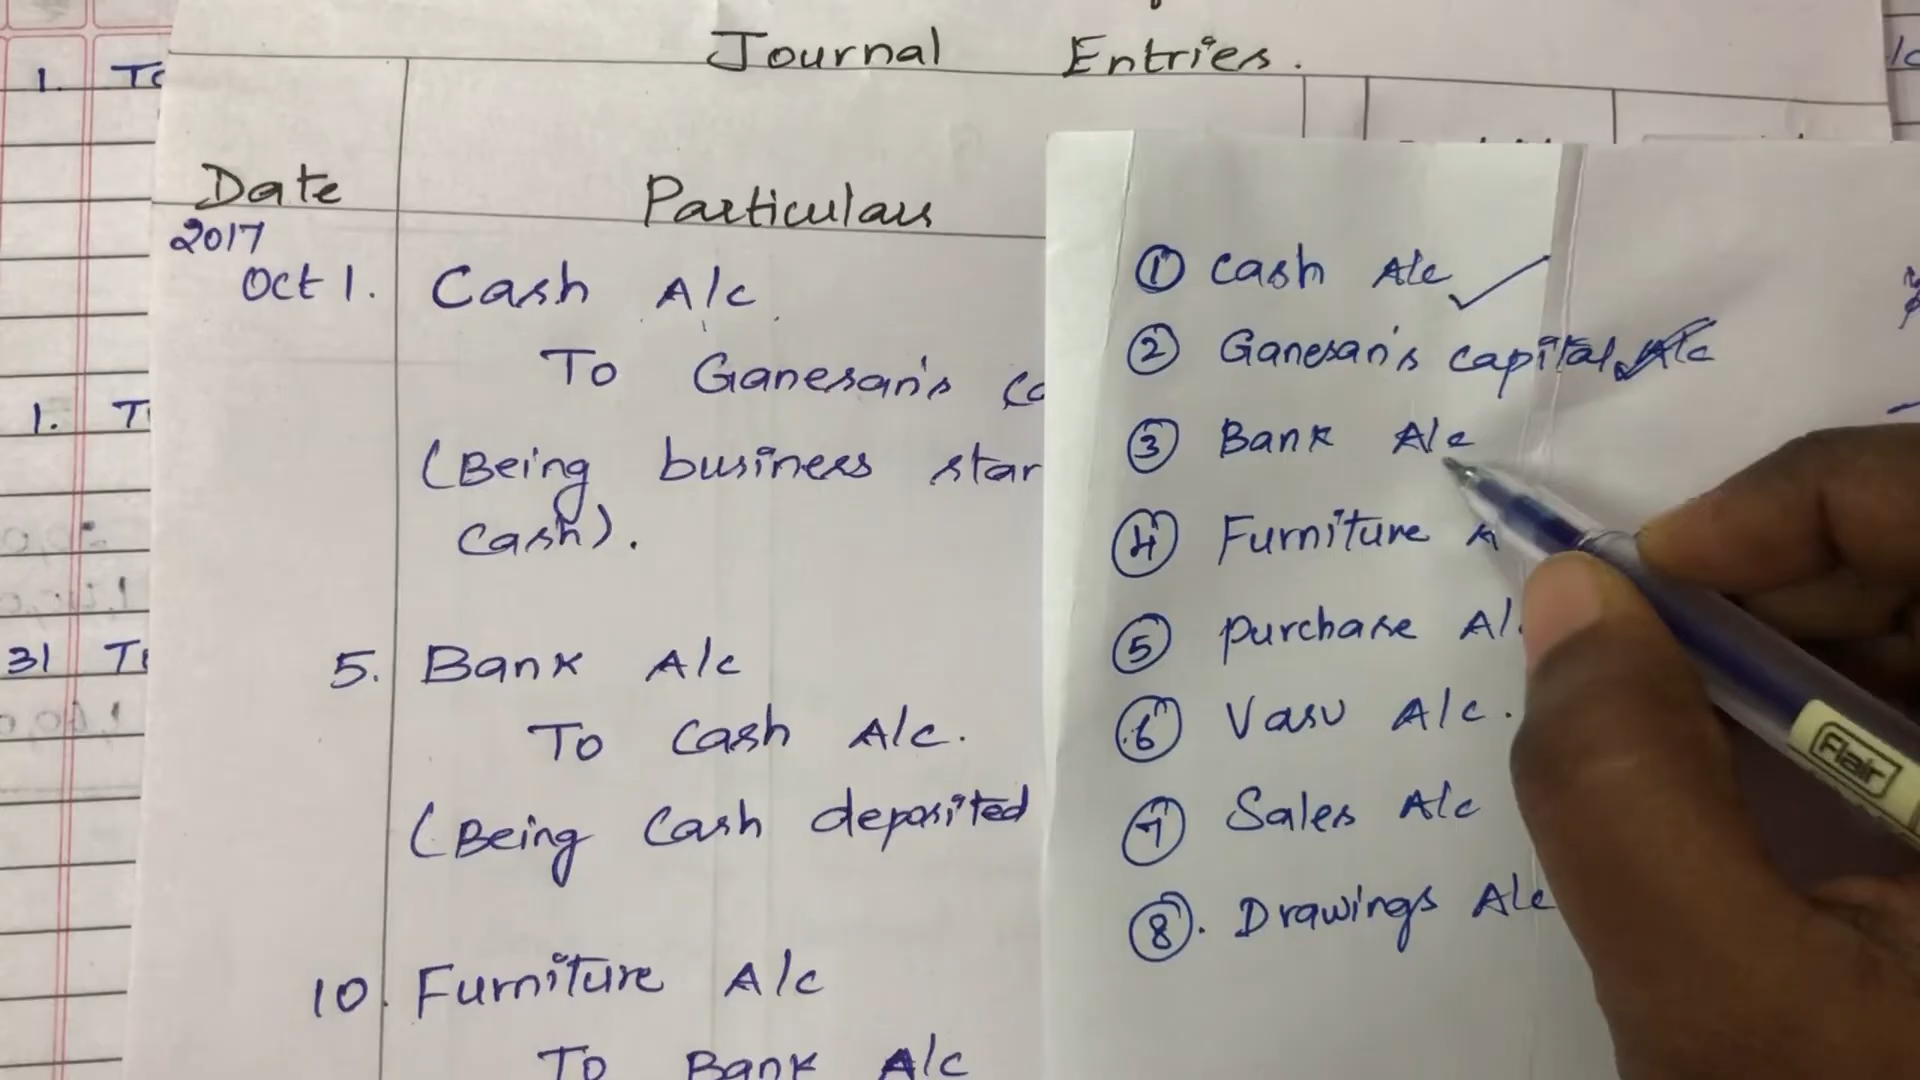 Journal Entries.
Date
Particulars
2017
Oct 1. Cash A/c
To Ganesan's
(Being business
cash).
5. Bank A/c
To Cash A/c.
(Being Cash deposited
10. Furniture A/c
To Bank A/c
① Cash A/c
② Ganesan's capital A/c
③ Bank A/c
④ Furniture A
⑤ purchase A/
⑥ Vasu A/c.
⑦ Sales A/c
⑧. Drawings A/c
1.
1.
31
Flair